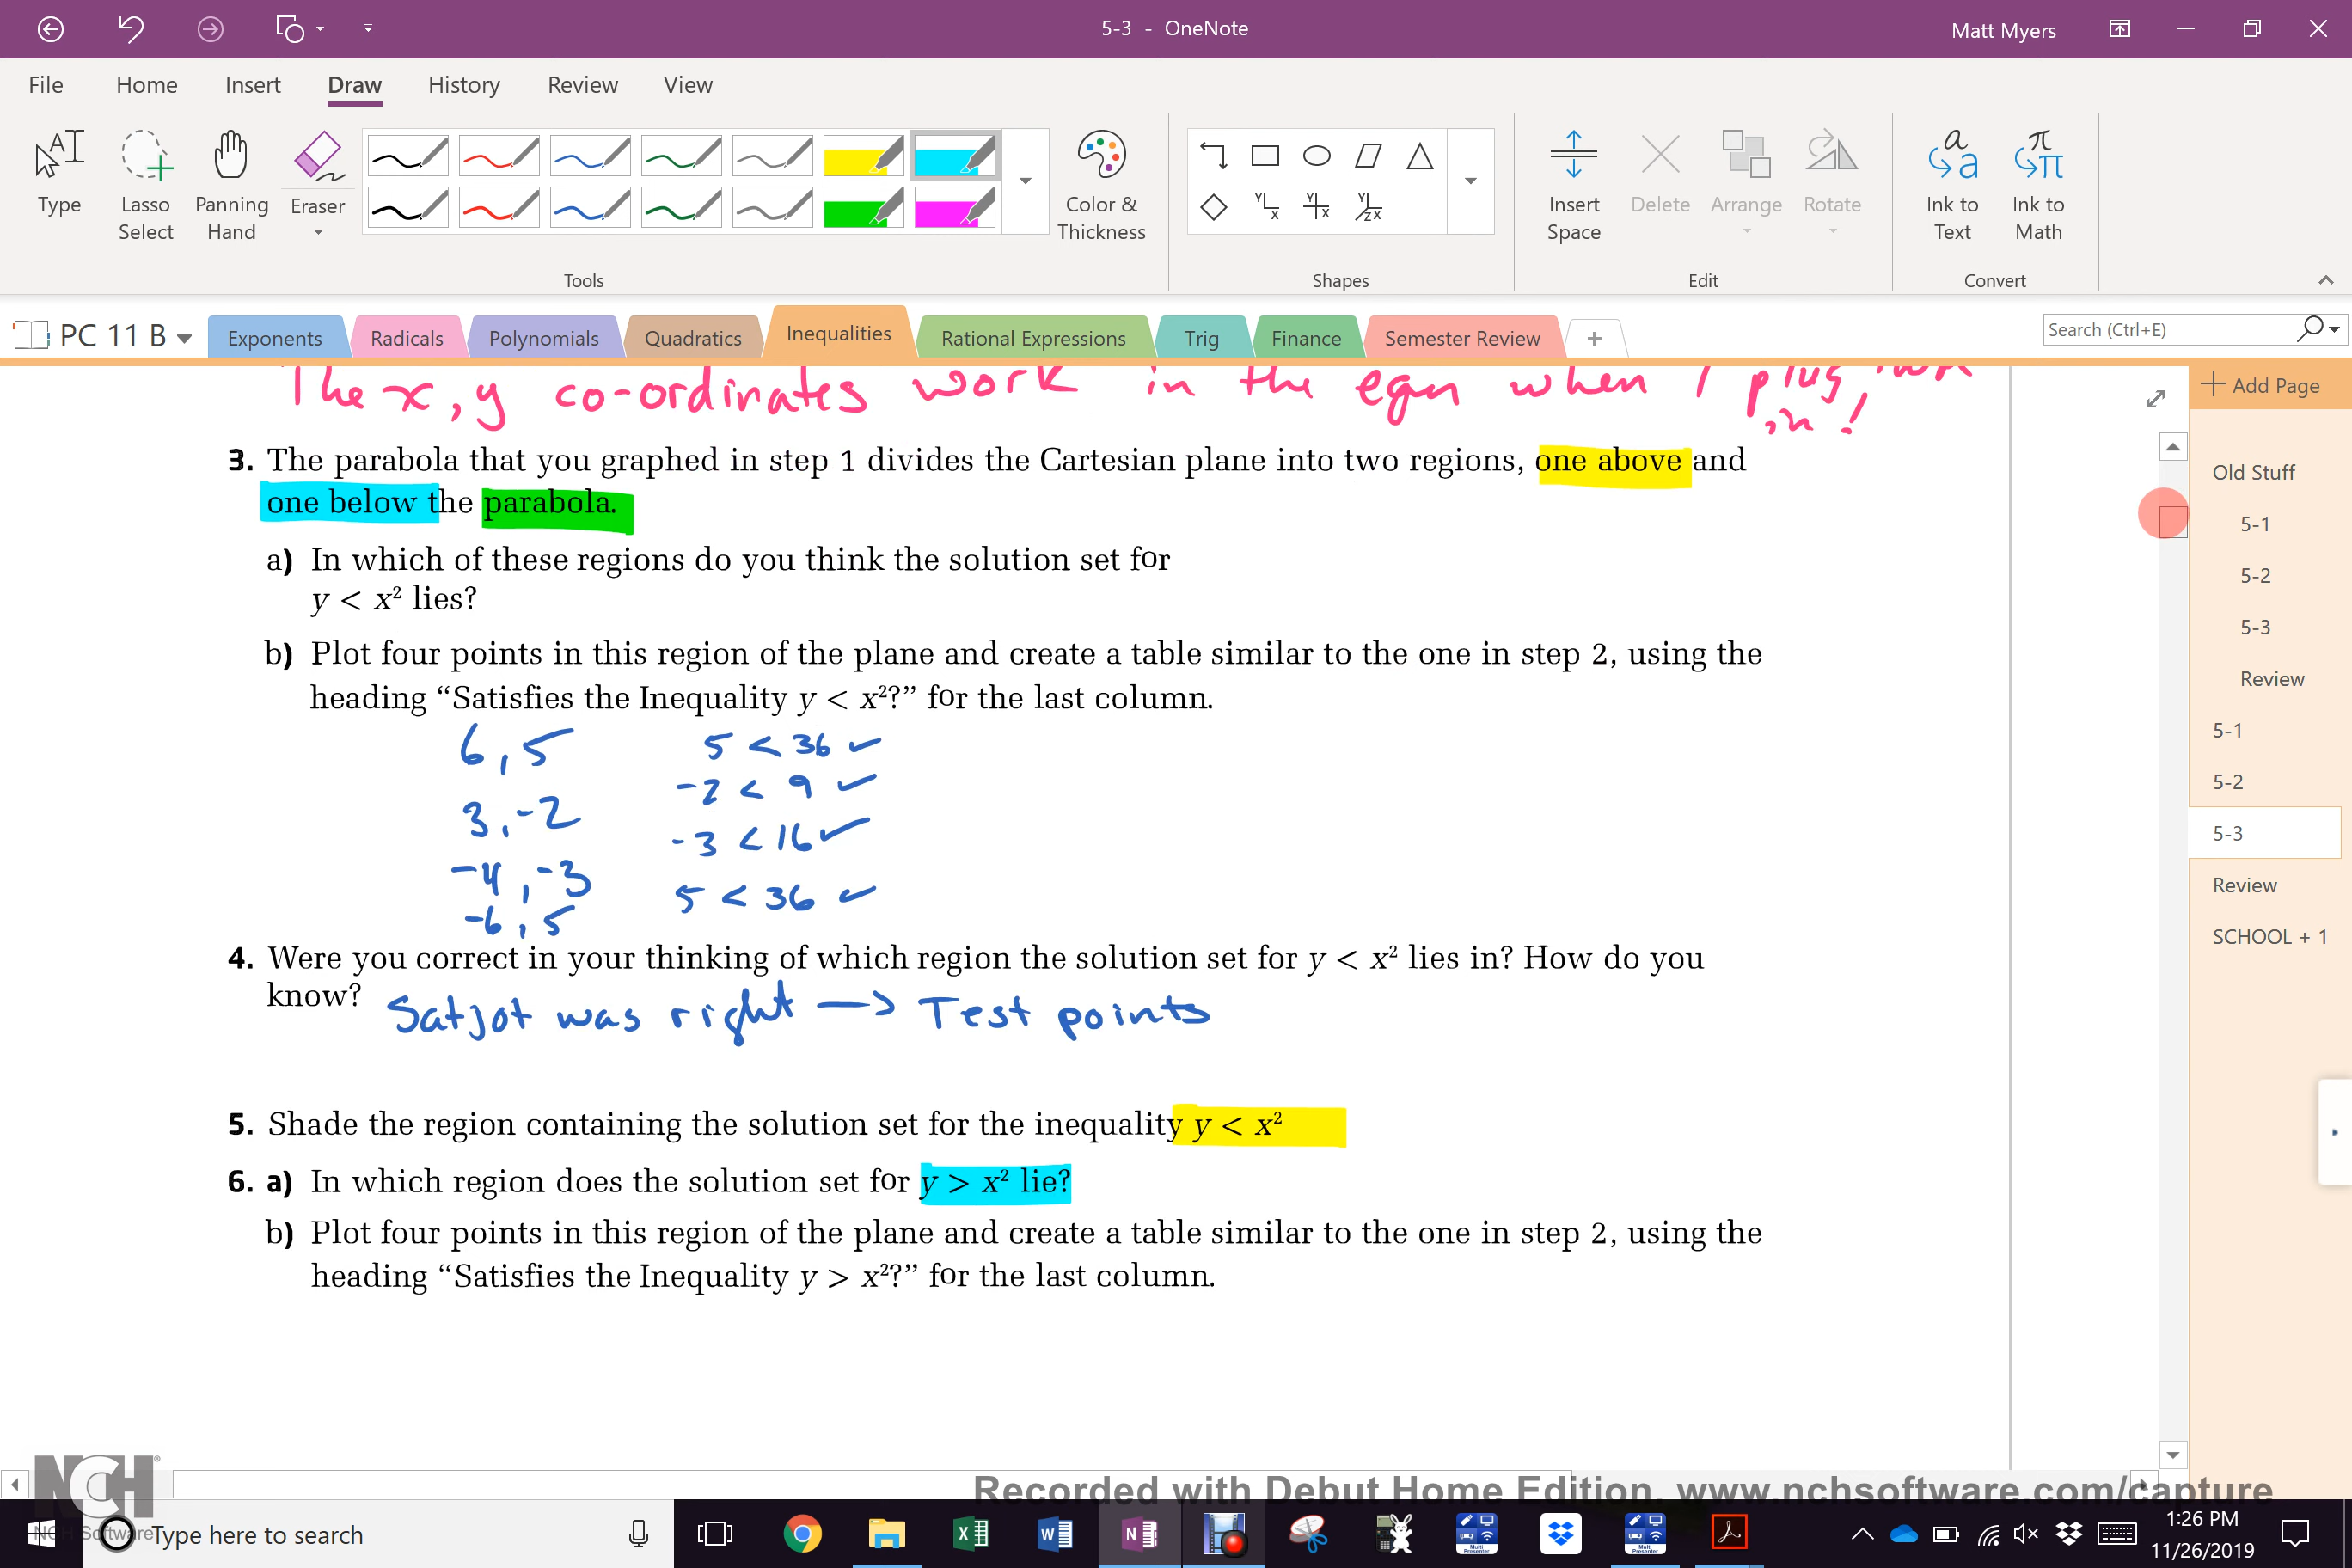 5-3 - OneNote
Matt Myers
File Home Insert Draw History Review View
Type
Lasso Select
Panning Hand
Eraser
Color & Thickness
Insert Space
Delete
Arrange
Rotate
Ink to Text
Ink to Math
Tools
Shapes
Edit
Convert
PC 11 B
Exponents Radicals Polynomials Quadratics Inequalities Rational Expressions Trig Finance Semester Review +
Search (Ctrl+E)
The x, y co-ordinates work in the eqn when I plug
in!
3. The parabola that you graphed in step 1 divides the Cartesian plane into two regions, one above and
one below the parabola.
a) In which of these regions do you think the solution set for
y < x² lies?
b) Plot four points in this region of the plane and create a table similar to the one in step 2, using the
heading “Satisfies the Inequality y < x²?” for the last column.
6, 5 5 < 36 ✓
3, -2 -2 < 9 ✓
-4, -3 -3 < 16 ✓
-6, 5 5 < 36 ✓
4. Were you correct in your thinking of which region the solution set for y < x² lies in? How do you
know? Satjot was right → Test points
5. Shade the region containing the solution set for the inequality y < x²
6. a) In which region does the solution set for y > x² lie?
b) Plot four points in this region of the plane and create a table similar to the one in step 2, using the
heading “Satisfies the Inequality y > x²?” for the last column.
Add Page
Old Stuff
5-1
5-2
5-3
Review
5-1
5-2
5-3
Review
SCHOOL + 1
NCH
NCH Software
Recorded with Debut Home Edition. www.nchsoftware.com/capture
Type here to search
1:26 PM
11/26/2019